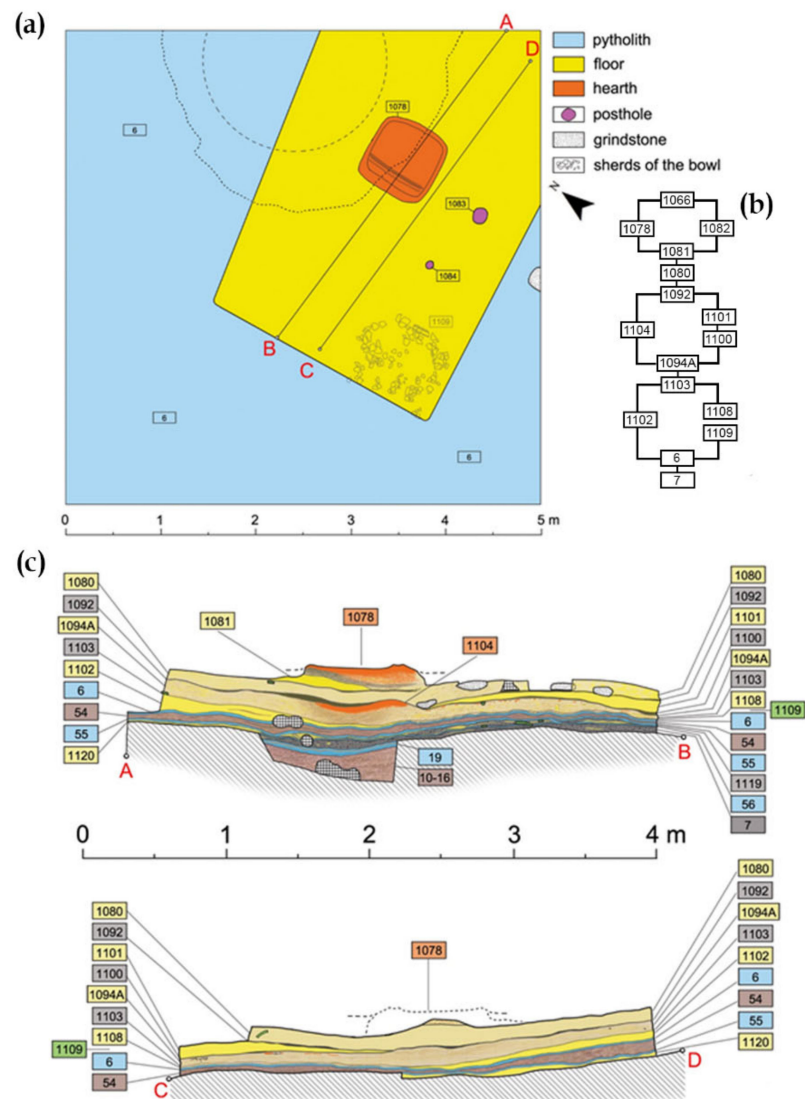 (a)
A
D
1078
6
1083
1084
1109
B
C
6
6
0 1 2 3 4 5 m
pytholith
floor
hearth
posthole
grindstone
sherds of the bowl
N
(b)
1066
1078 1082
1081
1080
1092
1101
1104
1100
1094A
1103
1108
1102
1109
6
7
(c)
1080
1092
1094A
1103
1102
6
54
55
1120
A
1081
1078
1104
19
10-16
1080
1092
1101
1100
1094A
1103
1108
1109
6
54
55
1119
56
7
B
0 1 2 3 4 m
1080
1092
1101
1100
1094A
1103
1108
1109
6
54
C
1078
1080
1092
1094A
1103
1102
6
54
55
1120
D